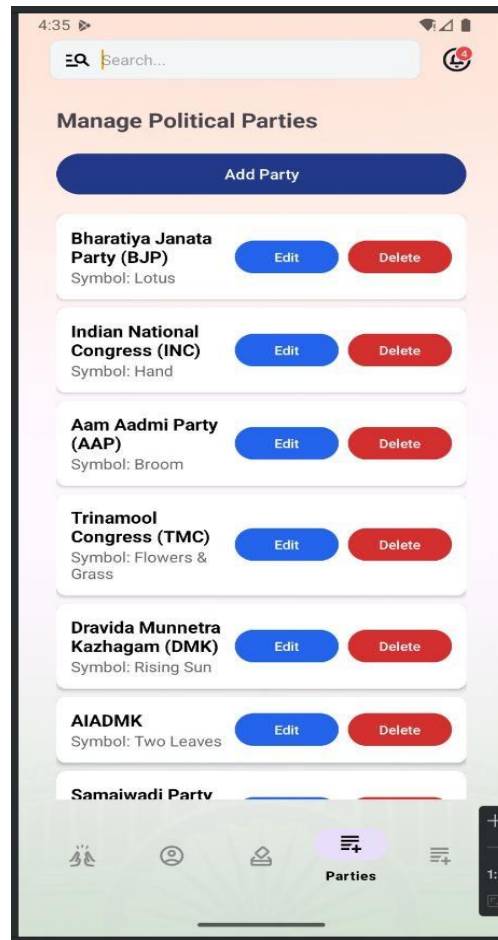 4:35
Search...
4
Manage Political Parties
Add Party
Bharatiya Janata
Party (BJP)
Symbol: Lotus
Edit
Delete
Indian National
Congress (INC)
Symbol: Hand
Edit
Delete
Aam Aadmi Party
(AAP)
Symbol: Broom
Edit
Delete
Trinamool
Congress (TMC)
Symbol: Flowers &
Grass
Edit
Delete
Dravida Munnetra
Kazhagam (DMK)
Symbol: Rising Sun
Edit
Delete
AIADMK
Symbol: Two Leaves
Edit
Delete
Samajwadi Party
Parties
1: